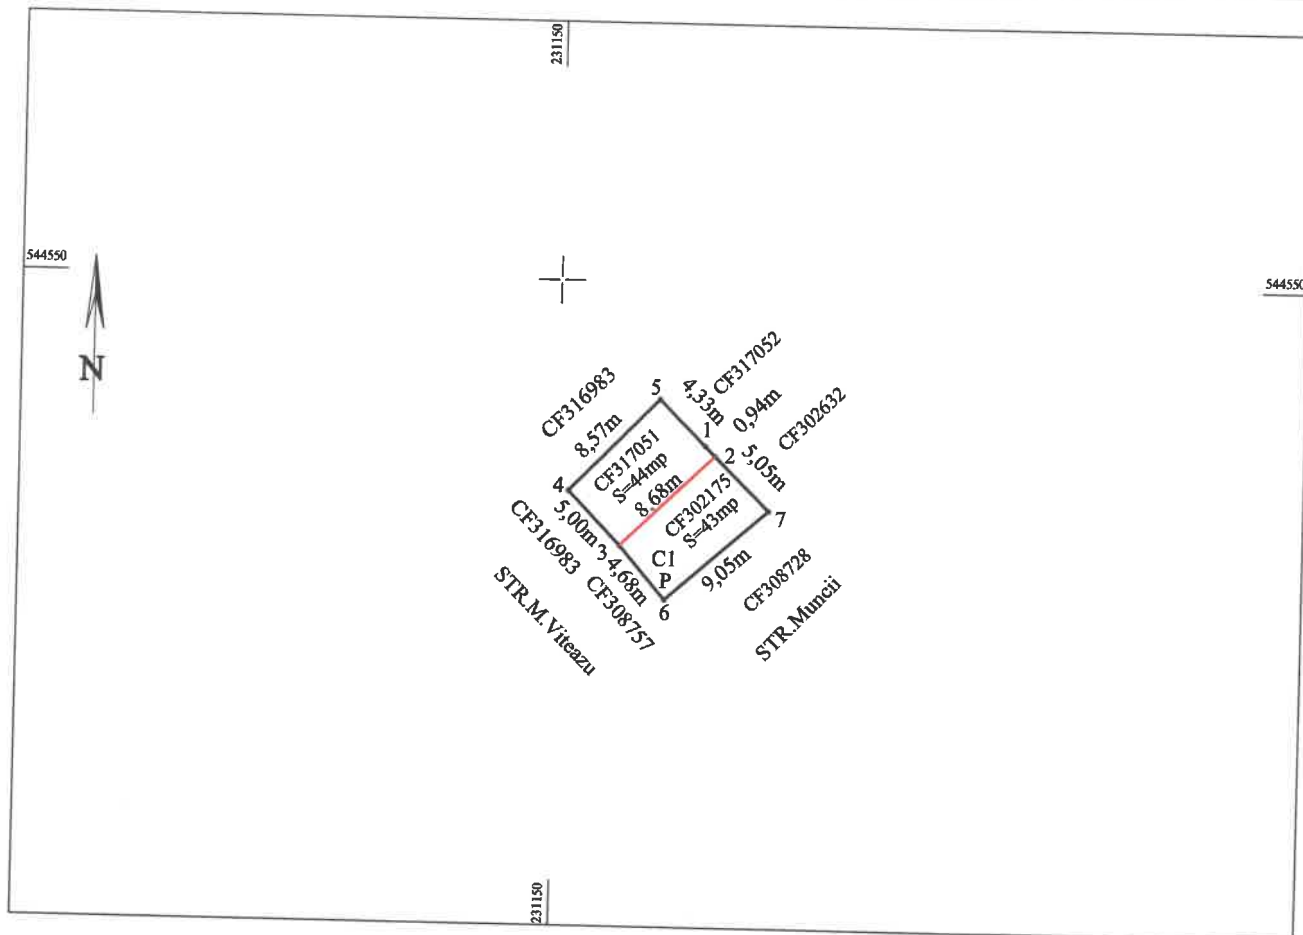 231150
544550
544550
N
CF316983
8,57m
5
4,33m
CF317052
1
0,94m
CF302632
2
5,05m
4
CF317051
S=44mp
8,68m
CF302175
S=43mp
7
5,00m
CF316983
3
4,68m
CF308757
C1
P
6
9,05m
CF308728
STR.M.Viteazu
STR.Muncii
231150